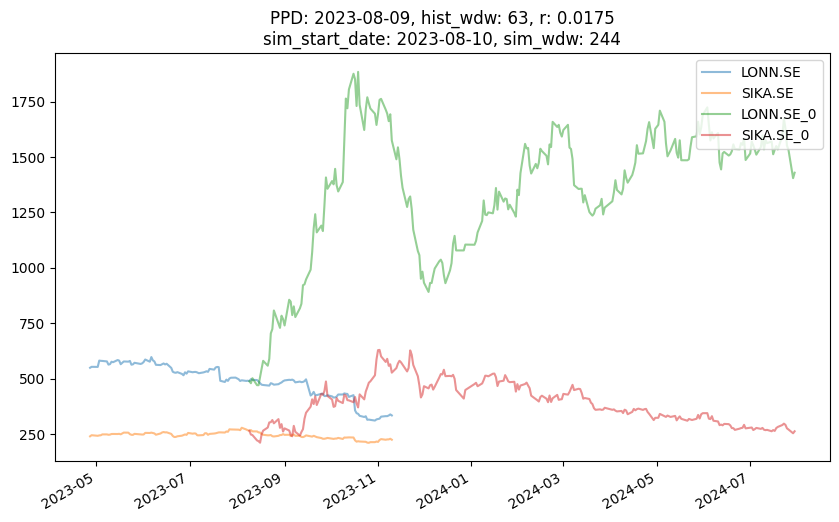 PPD: 2023-08-09, hist_wdw: 63, r: 0.0175
sim_start_date: 2023-08-10, sim_wdw: 244
LONN.SE
SIKA.SE
LONN.SE_0
SIKA.SE_0
1750
1500
1250
1000
750
500
250
2023-05
2023-07
2023-09
2023-11
2024-01
2024-03
2024-05
2024-07